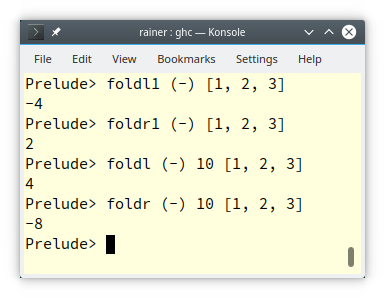 rainer : ghc — Konsole
File Edit View Bookmarks Settings Help
Prelude> foldl1 (-) [1, 2, 3]
-4
Prelude> foldr1 (-) [1, 2, 3]
2
Prelude> foldl (-) 10 [1, 2, 3]
4
Prelude> foldr (-) 10 [1, 2, 3]
-8
Prelude>